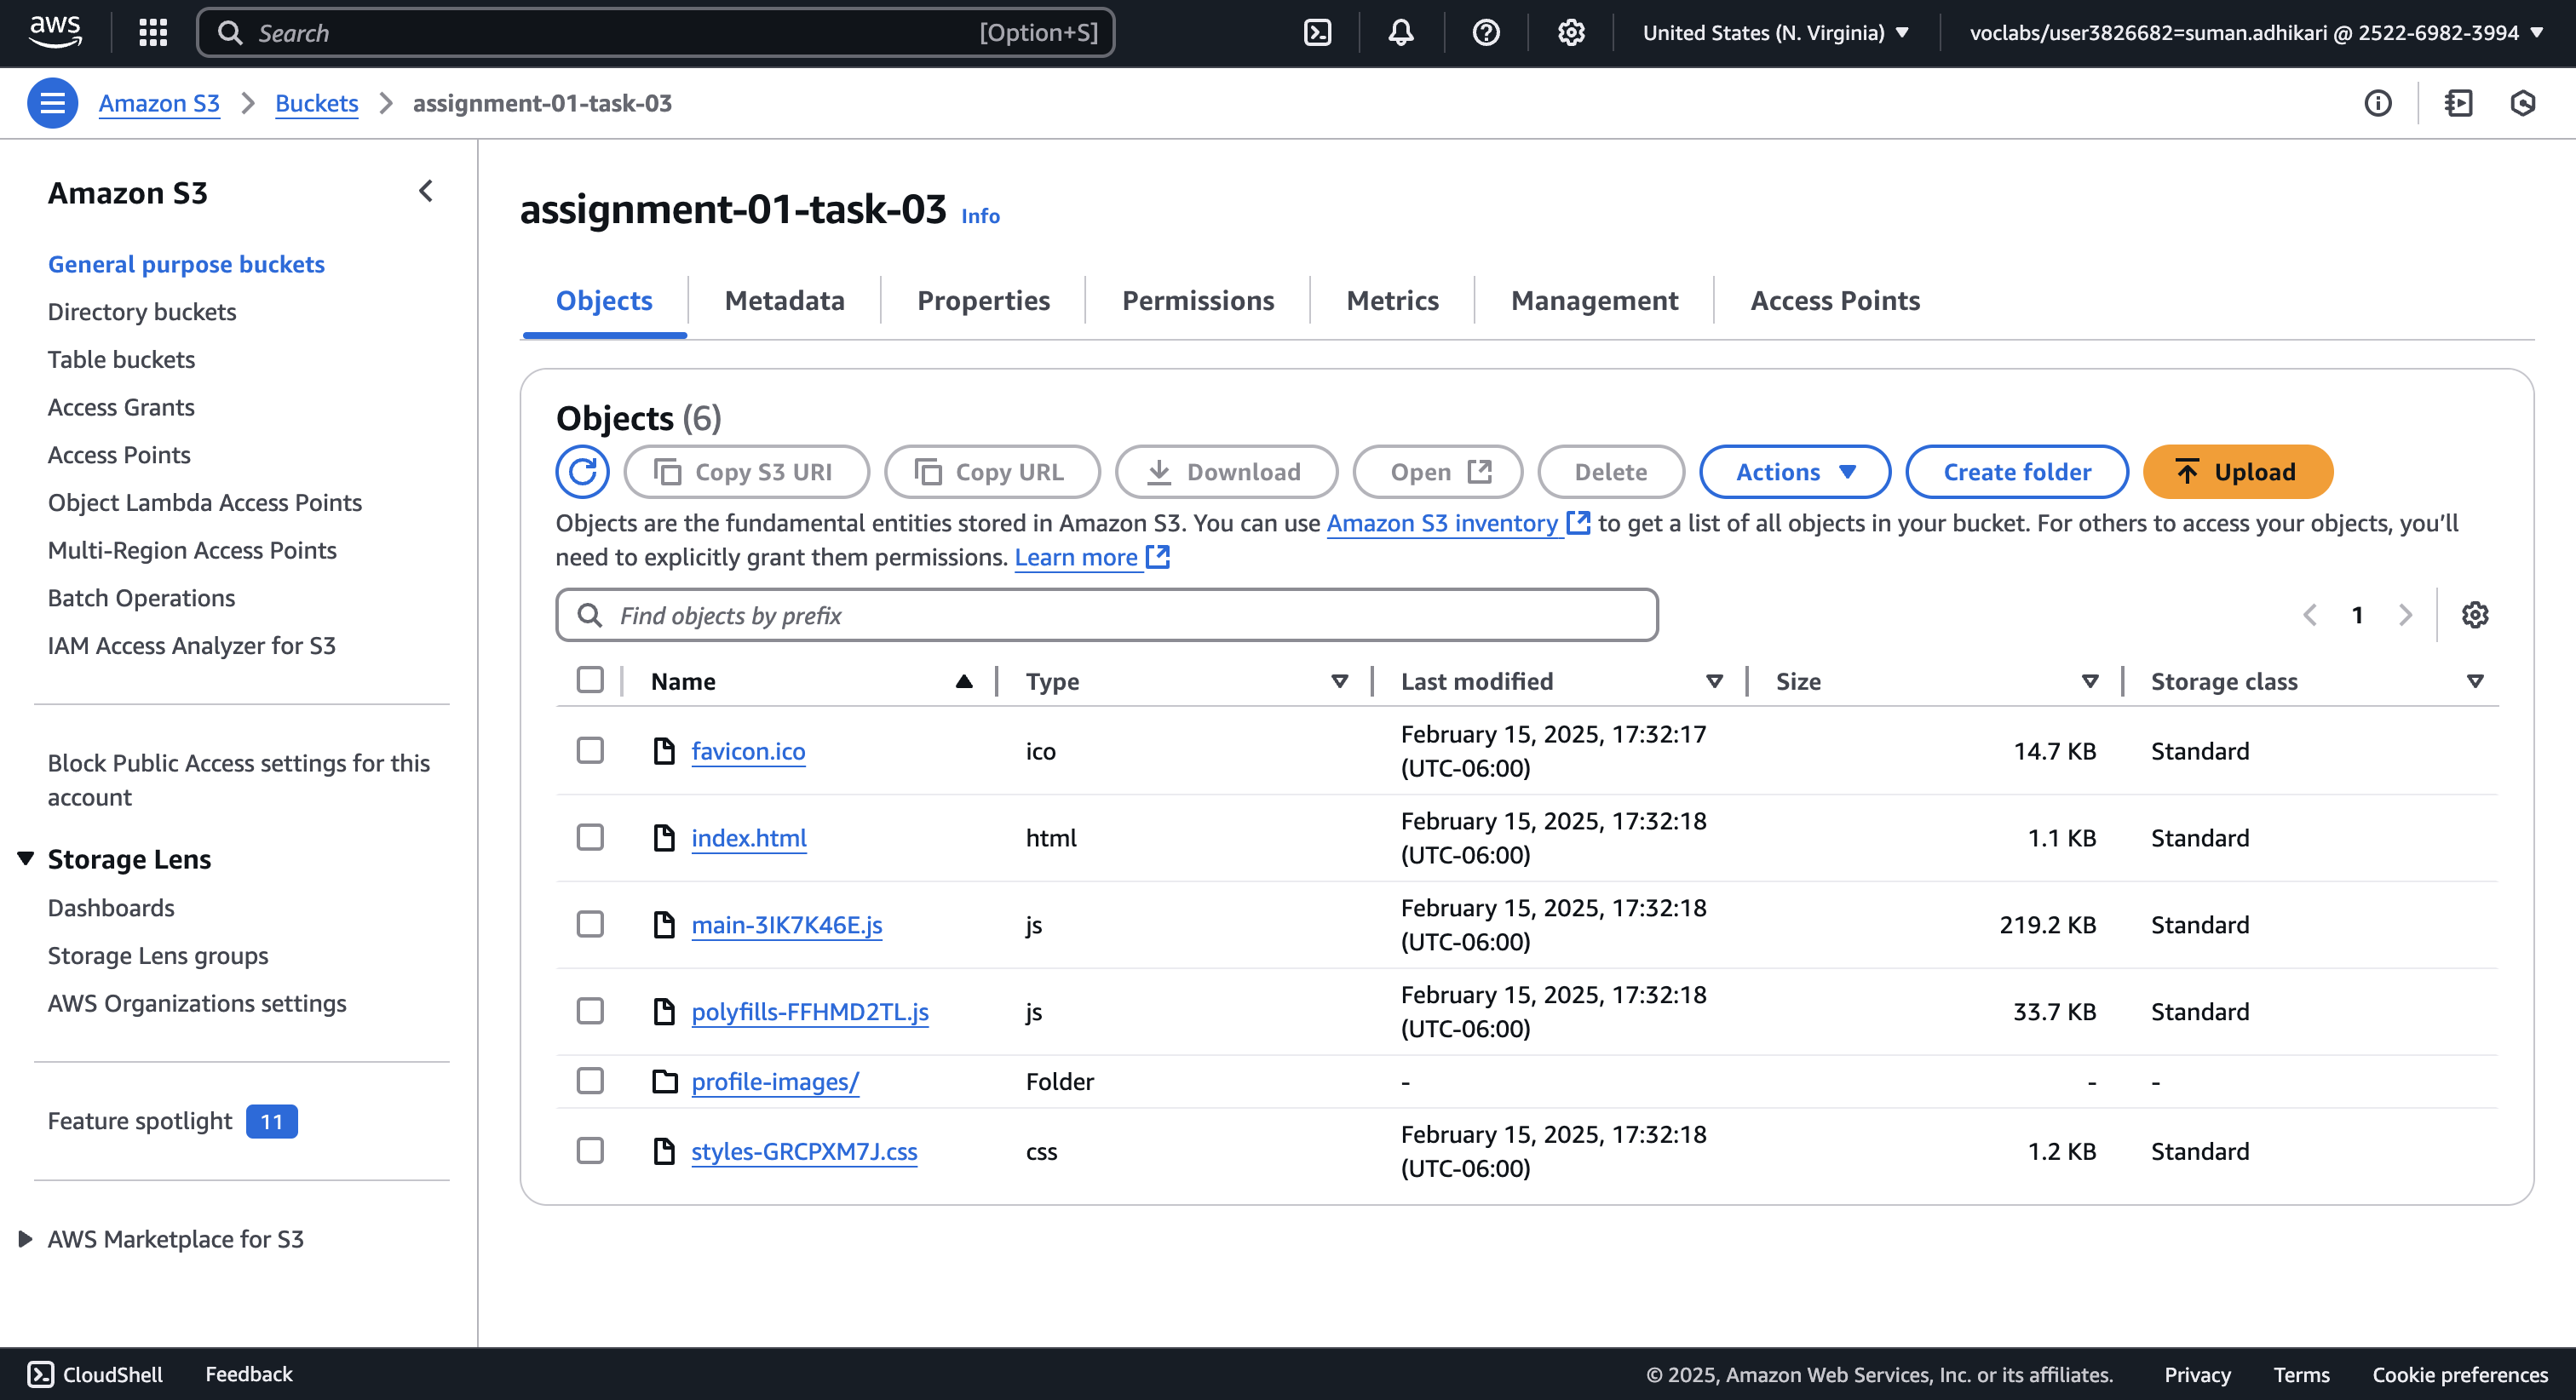 aws Search [Option+S] United States (N. Virginia) voclabs/user3826682=suman.adhikari @ 2522-6982-3994
Amazon S3 Buckets assignment-01-task-03
Amazon S3
General purpose buckets
Directory buckets
Table buckets
Access Grants
Access Points
Object Lambda Access Points
Multi-Region Access Points
Batch Operations
IAM Access Analyzer for S3
Block Public Access settings for this
account
Storage Lens
Dashboards
Storage Lens groups
AWS Organizations settings
Feature spotlight 11
AWS Marketplace for S3
assignment-01-task-03 Info
Objects Metadata Properties Permissions Metrics Management Access Points
Objects (6)
Copy S3 URI Copy URL Download Open Delete Actions Create folder Upload
Objects are the fundamental entities stored in Amazon S3. You can use Amazon S3 inventory to get a list of all objects in your bucket. For others to access your objects, you’ll
need to explicitly grant them permissions. Learn more
Find objects by prefix 1
Name Type Last modified Size Storage class
favicon.ico ico February 15, 2025, 17:32:17 (UTC-06:00) 14.7 KB Standard
index.html html February 15, 2025, 17:32:18 (UTC-06:00) 1.1 KB Standard
main-3IK7K46E.js js February 15, 2025, 17:32:18 (UTC-06:00) 219.2 KB Standard
polyfills-FFHMD2TL.js js February 15, 2025, 17:32:18 (UTC-06:00) 33.7 KB Standard
profile-images/ Folder - - -
styles-GRCPXM7J.css css February 15, 2025, 17:32:18 (UTC-06:00) 1.2 KB Standard
CloudShell Feedback © 2025, Amazon Web Services, Inc. or its affiliates. Privacy Terms Cookie preferences